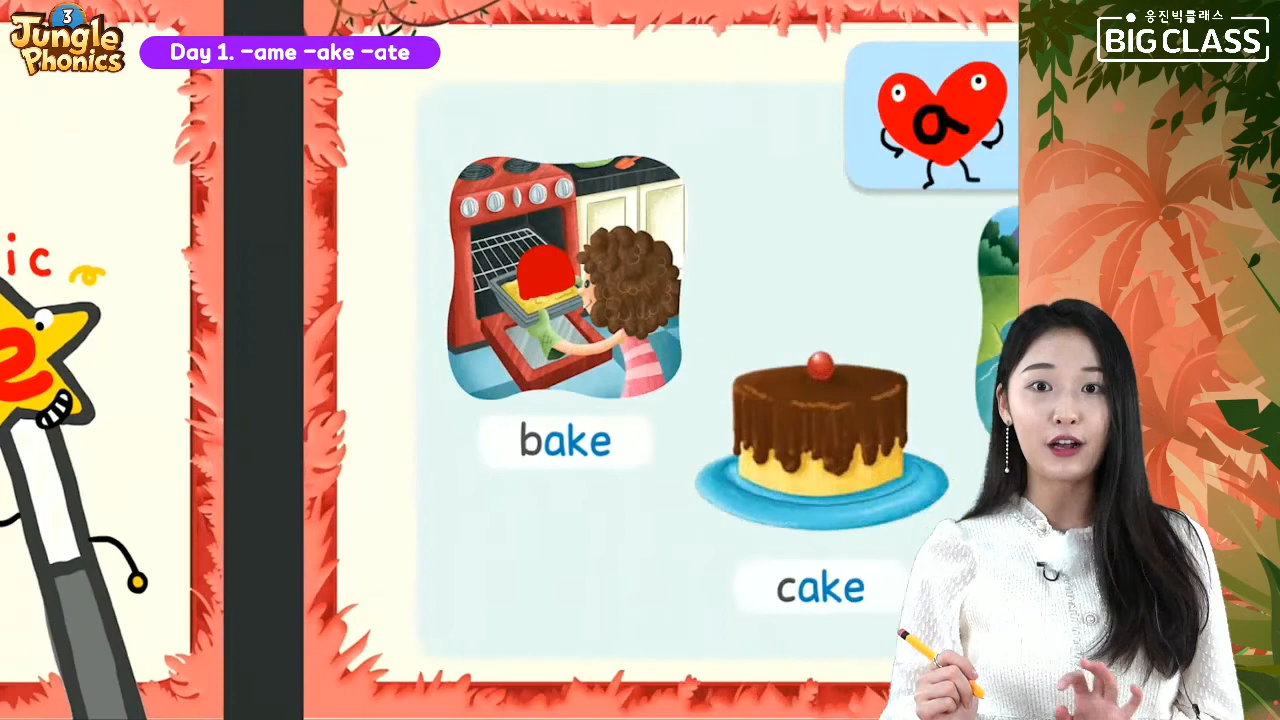 3
Jungle
Phonics
Day 1. -ame -ake -ate
웅진빅클래스
BIG CLASS
a
ic
e
bake
cake